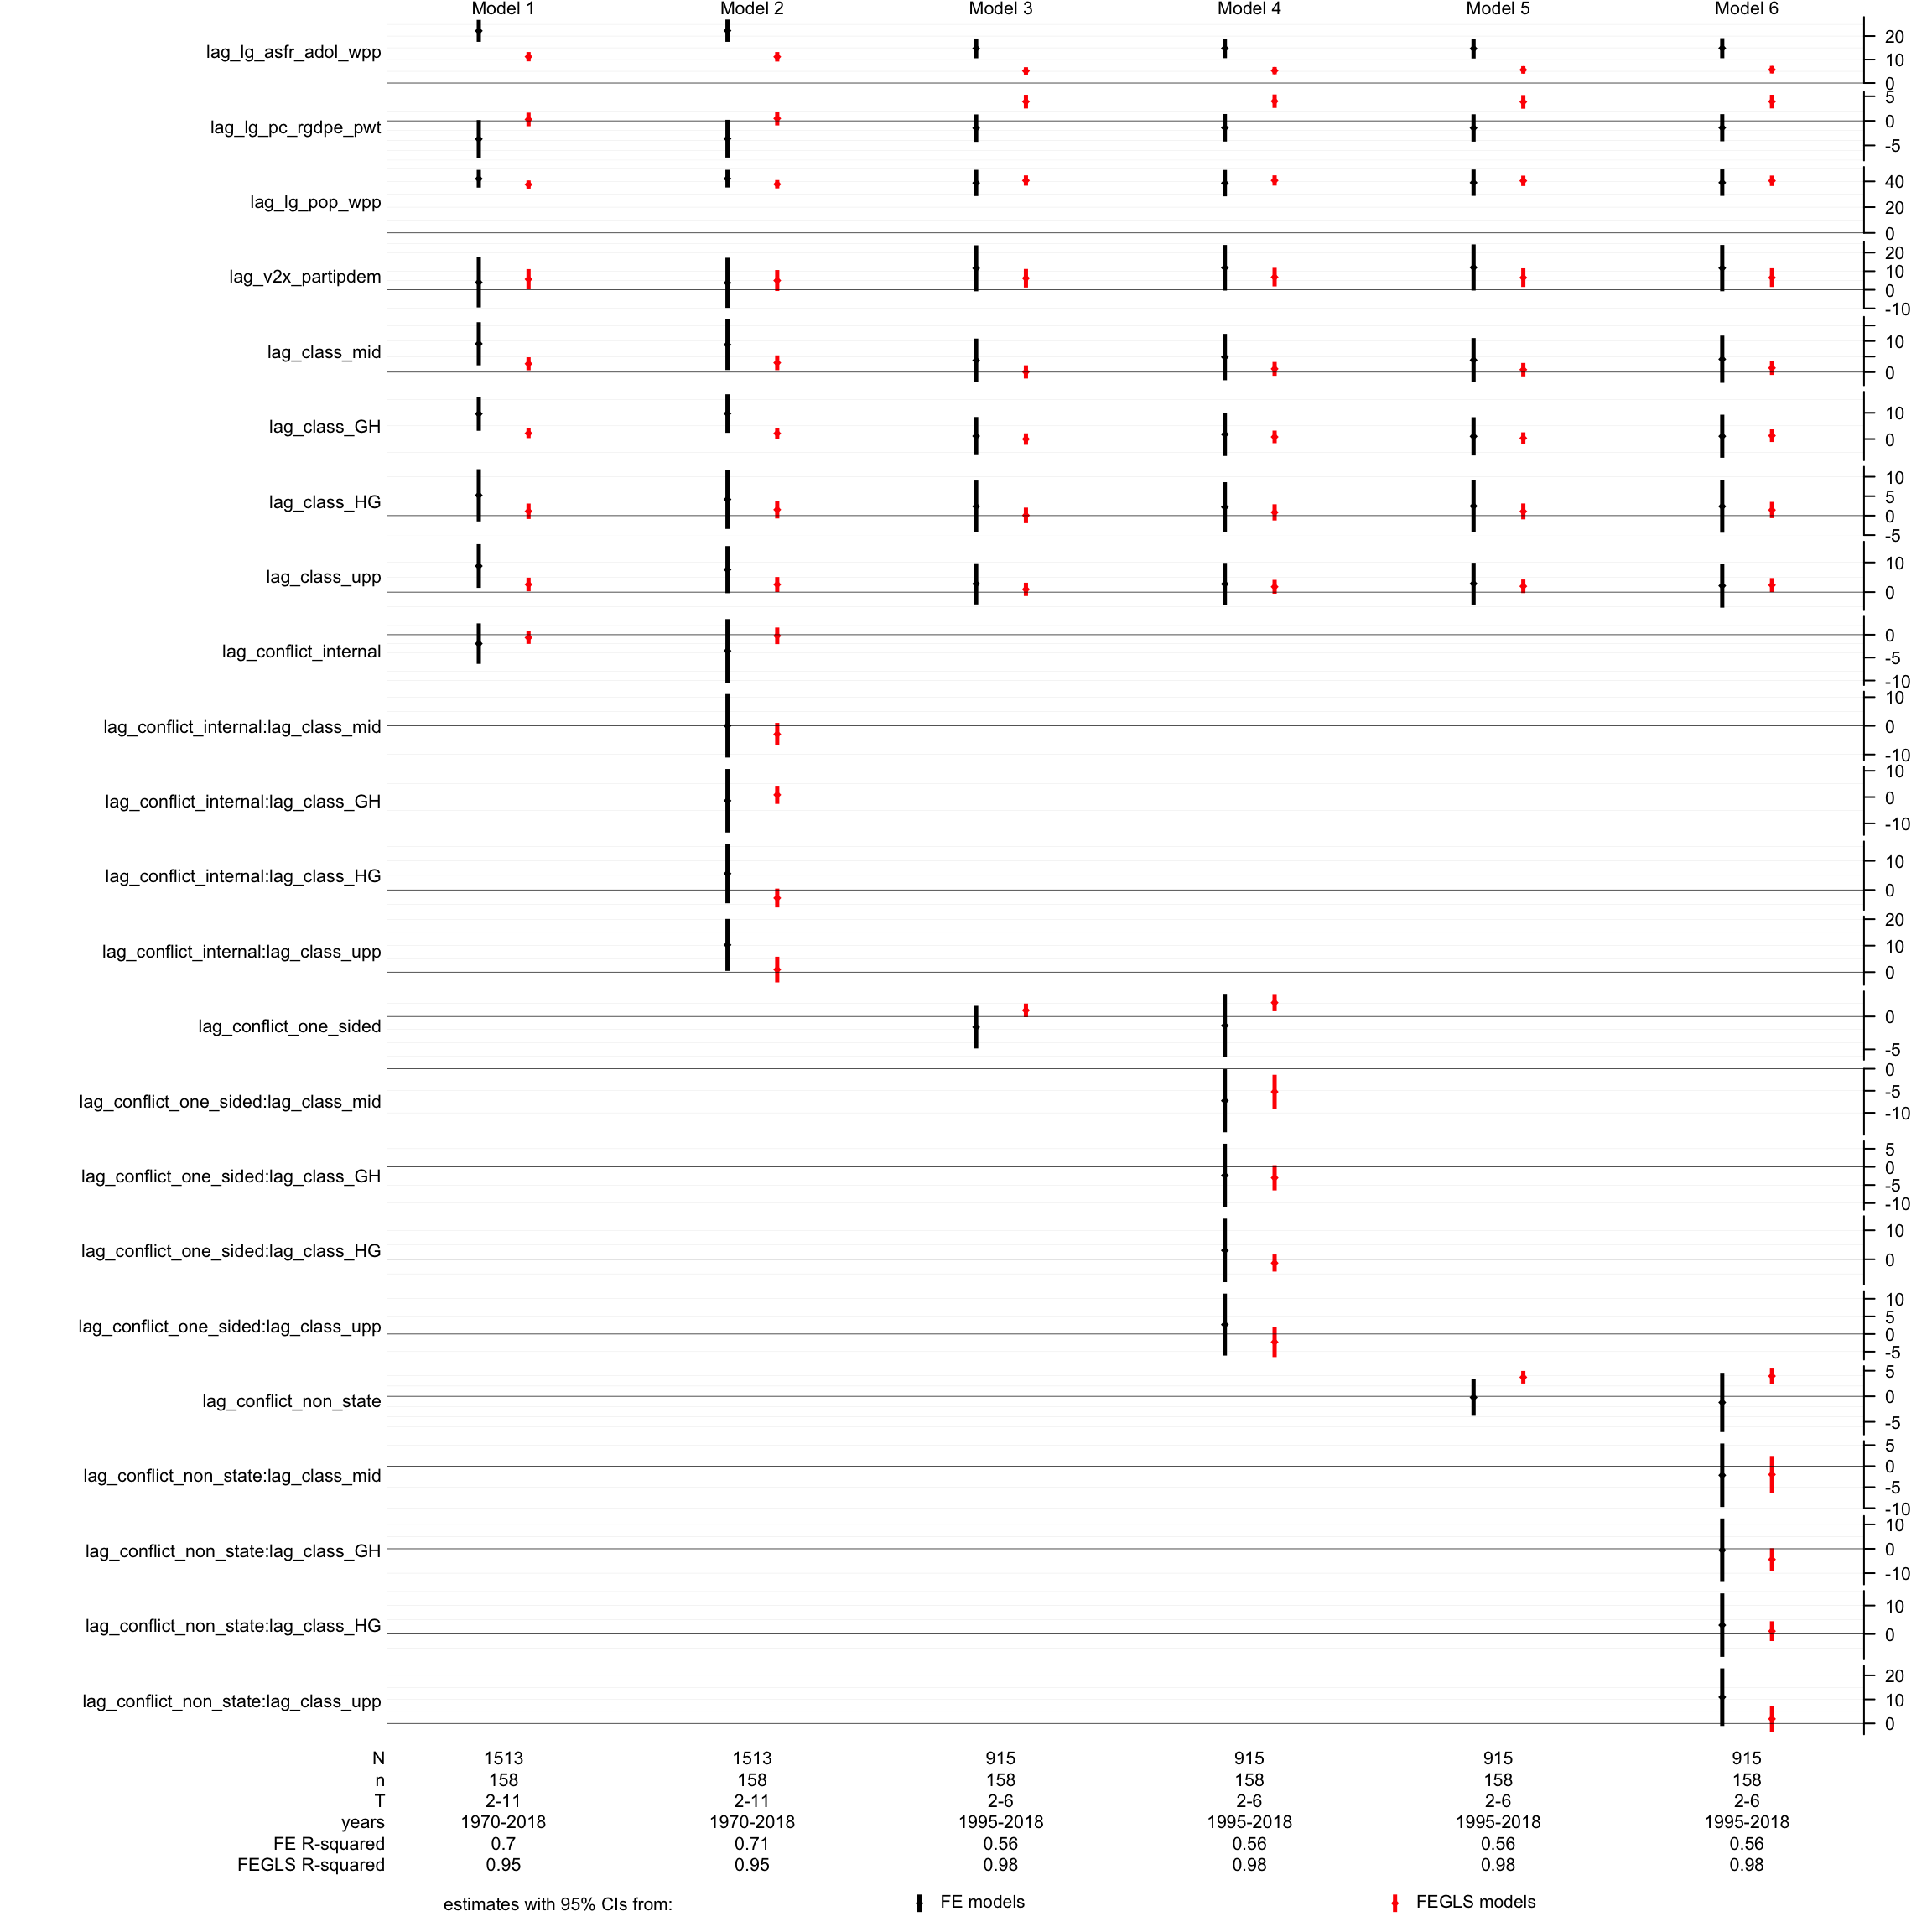 Model 1 Model 2 Model 3 Model 4 Model 5 Model 6
lag_lg_asfr_adol_wpp 20 10 0
lag_lg_pc_rgdpe_pwt 5 0 -5
lag_lg_pop_wpp 40 20 0
lag_v2x_partipdem 20 10 0 -10
lag_class_mid 10 0
lag_class_GH 10 0
lag_class_HG 10 5 0 -5
lag_class_upp 10 0
lag_conflict_internal 0 -5 -10
lag_conflict_internal:lag_class_mid 10 0 -10
lag_conflict_internal:lag_class_GH 10 0 -10
lag_conflict_internal:lag_class_HG 10 0
lag_conflict_internal:lag_class_upp 20 10 0
lag_conflict_one_sided 0 -5
lag_conflict_one_sided:lag_class_mid 0 -5 -10
lag_conflict_one_sided:lag_class_GH 5 0 -5 -10
lag_conflict_one_sided:lag_class_HG 10 0
lag_conflict_one_sided:lag_class_upp 10 5 0 -5
lag_conflict_non_state 5 0 -5
lag_conflict_non_state:lag_class_mid 5 0 -5 -10
lag_conflict_non_state:lag_class_GH 10 0 -10
lag_conflict_non_state:lag_class_HG 10 0
lag_conflict_non_state:lag_class_upp 20 10 0
N 1513 1513 915 915 915 915
n 158 158 158 158 158 158
T 2-11 2-11 2-6 2-6 2-6 2-6
years 1970-2018 1970-2018 1995-2018 1995-2018 1995-2018 1995-2018
FE R-squared 0.7 0.71 0.56 0.56 0.56 0.56
FEGLS R-squared 0.95 0.95 0.98 0.98 0.98 0.98
estimates with 95% CIs from: FE models FEGLS models